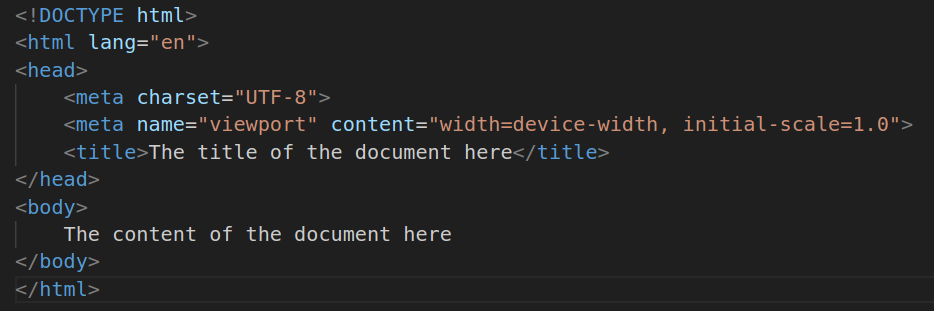 <!DOCTYPE html>
<html lang="en">
<head>
    <meta charset="UTF-8">
    <meta name="viewport" content="width=device-width, initial-scale=1.0">
    <title>The title of the document here</title>
</head>
<body>
    The content of the document here
</body>
</html>